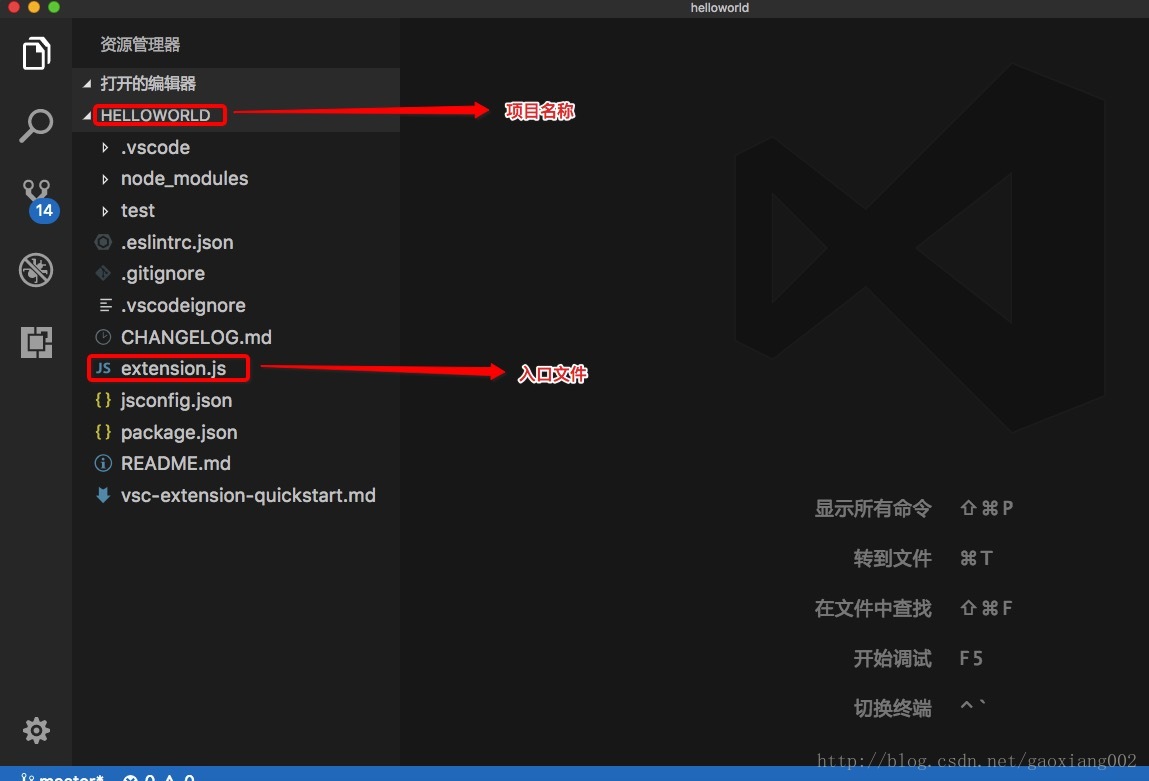 helloworld
资源管理器
打开的编辑器
HELLOWORLD
项目名称
.vscode
node_modules
14
test
.eslintrc.json
.gitignore
.vscodeignore
CHANGELOG.md
JS extension.js
入口文件
{} jsconfig.json
{} package.json
README.md
vsc-extension-quickstart.md
显示所有命令 ⇧⌘P
转到文件 ⌘T
在文件中查找 ⇧⌘F
开始调试 F5
切换终端 ^`
http://blog.csdn.net/gaoxiang002
master* 0 0